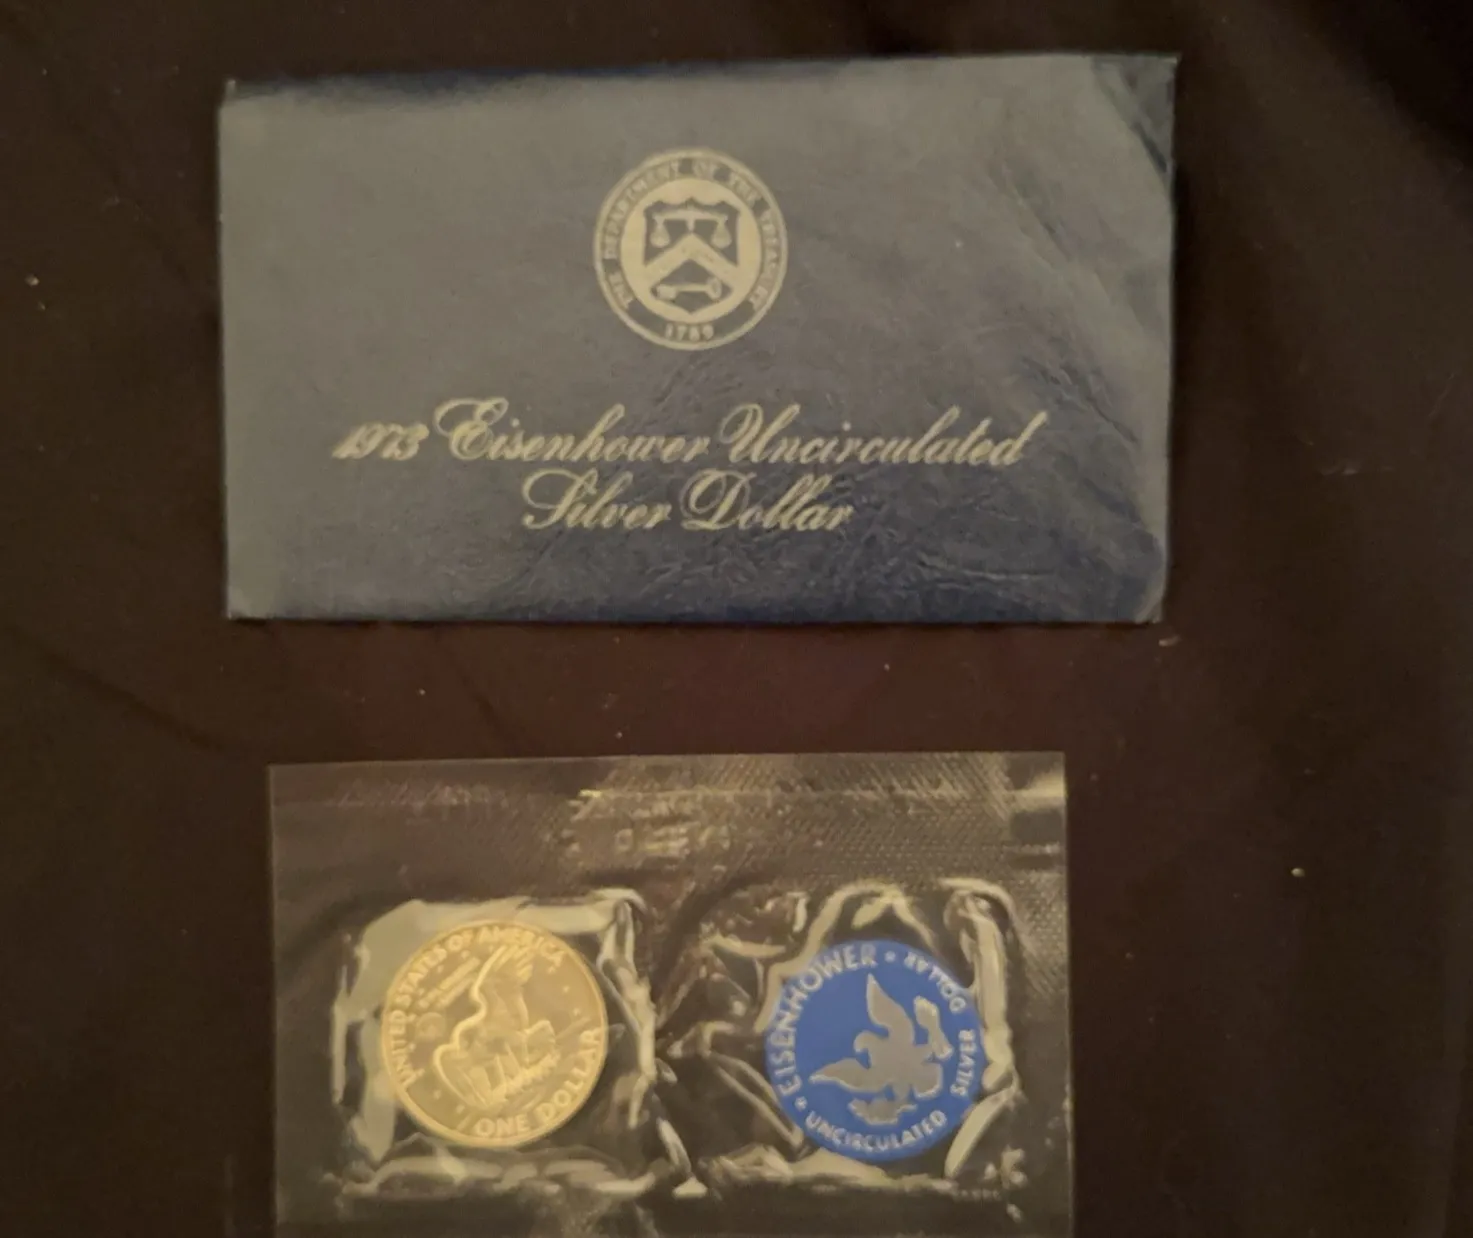 THE DEPARTMENT OF THE TREASURY
1789
1973 Eisenhower Uncirculated
Silver Dollar
UNITED STATES OF AMERICA
ONE DOLLAR
EISENHOWER • DOLLAR
SILVER
• UNCIRCULATED